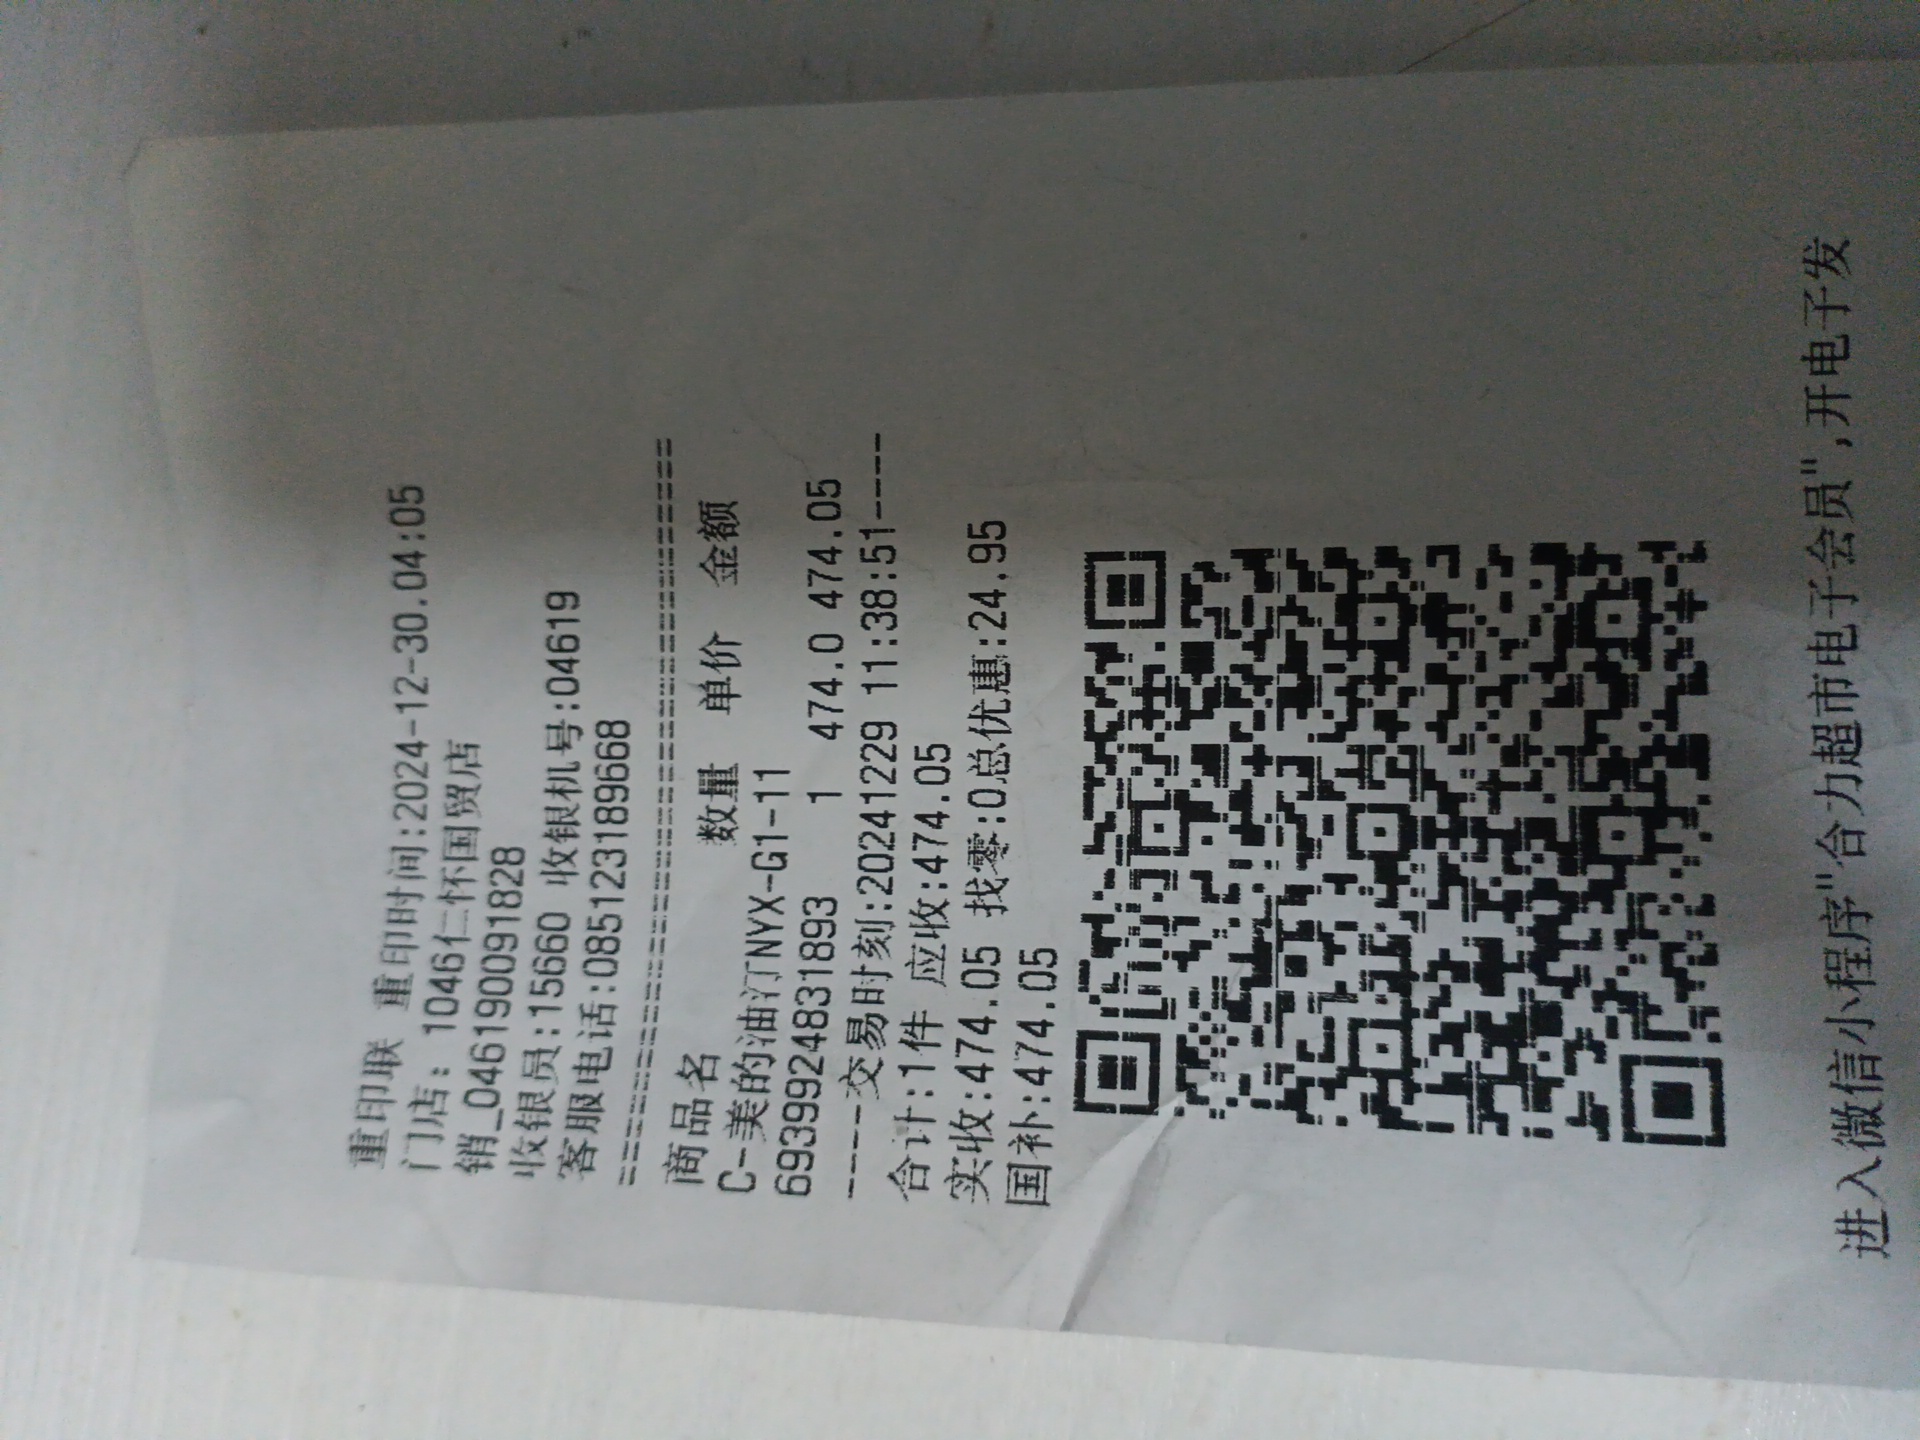 重印联 重印时间:2024-12-30.04:05
门店: 1046仁怀国贸店
销_0461900091828
收银员:15660 收银机号:04619
客服电话:085123189668
==================================
商品名 数量 单价 金额
C-美的油汀NYX-G1-11
6939924831893 1 474.0 474.05
-----交易时刻:20241229 11:38:51-----
合计:1件 应收:474.05
实收:474.05 找零:0总优惠:24.95
国补:474.05
进入微信小程序"合力超市电子会员",开电子发